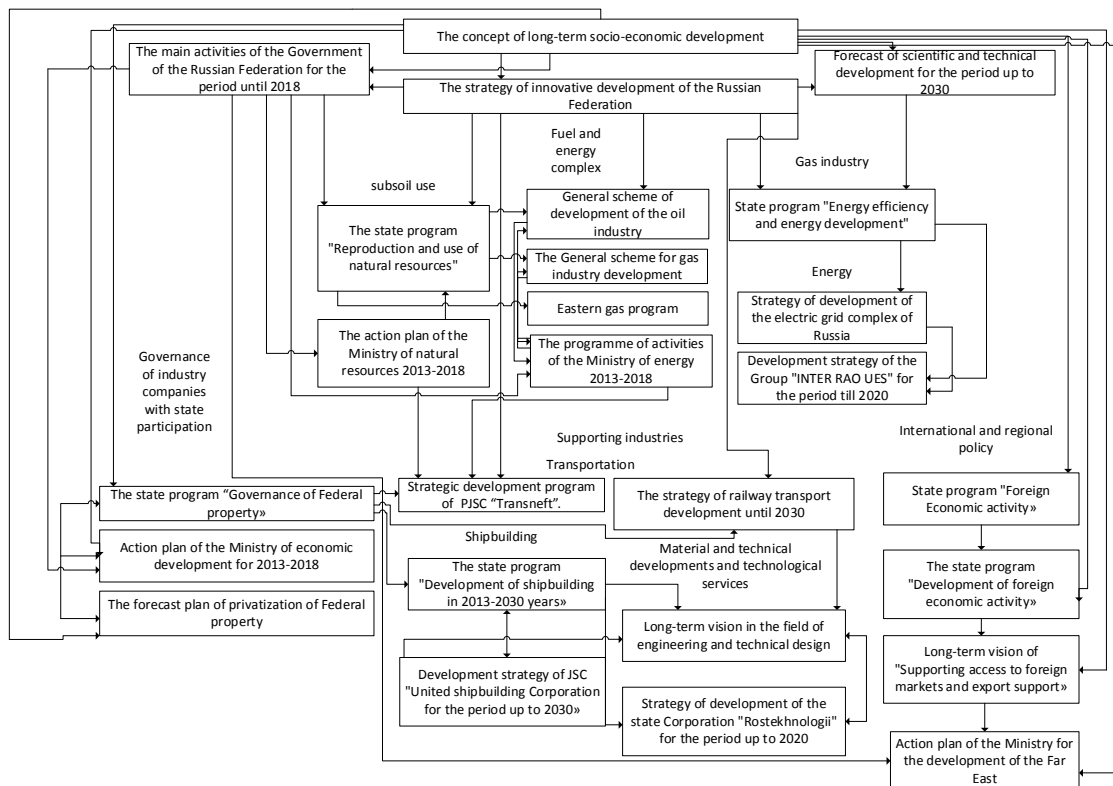 The concept of long-term socio-economic development
The main activities of the Government
of the Russian Federation for the
period until 2018
Forecast of scientific and technical
development for the period up to
2030
The strategy of innovative development of the Russian
Federation
Fuel and
energy
complex
Gas industry
subsoil use
The state program
"Reproduction and use of
natural resources"
General scheme of
development of the oil
industry
State program "Energy efficiency
and energy development"
The General scheme for gas
industry development
Energy
Eastern gas program
Strategy of development of
the electric grid complex of
Russia
The action plan of the
Ministry of natural
resources 2013-2018
The programme of activities
of the Ministry of energy
2013-2018
Development strategy of the
Group "INTER RAO UES" for
the period till 2020
Governance
of industry
companies
with state
participation
Supporting industries
International and regional
policy
Transportation
The state program “Governance of Federal
property»
Strategic development program
of PJSC “Transneft”.
The strategy of railway transport
development until 2030
State program "Foreign
Economic activity»
Shipbuilding
Material and technical
developments and technological
services
Action plan of the Ministry of economic
development for 2013-2018
The state program
"Development of shipbuilding
in 2013-2030 years»
The state program
"Development of foreign
economic activity»
The forecast plan of privatization of Federal
property
Long-term vision in the field of
engineering and technical design
Long-term vision of
"Supporting access to foreign
markets and export support»
Development strategy of JSC
"United shipbuilding Corporation
for the period up to 2030»
Strategy of development of the
state Corporation "Rostekhnologii"
for the period up to 2020
Action plan of the Ministry for
the development of the Far
East